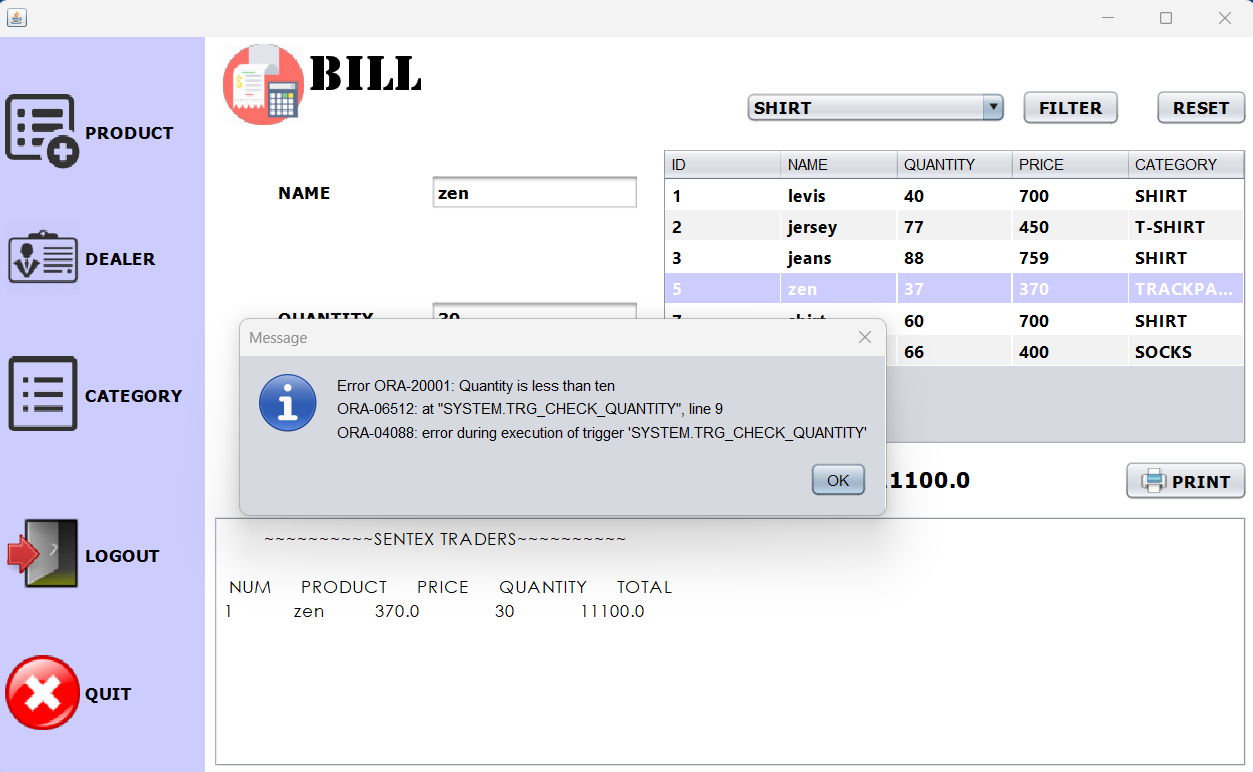 BILL
SHIRT FILTER RESET
PRODUCT
DEALER
CATEGORY
LOGOUT
QUIT
NAME zen
QUANTITY 30
ID NAME QUANTITY PRICE CATEGORY
1 levis 40 700 SHIRT
2 jersey 77 450 T-SHIRT
3 jeans 88 759 SHIRT
5 zen 37 370 TRACKPA...
7 shirt 60 700 SHIRT
66 400 SOCKS
Message
Error ORA-20001: Quantity is less than ten
ORA-06512: at "SYSTEM.TRG_CHECK_QUANTITY", line 9
ORA-04088: error during execution of trigger 'SYSTEM.TRG_CHECK_QUANTITY'
OK
11100.0 PRINT
~~~~~~~~~~SENTEX TRADERS~~~~~~~~~~
NUM PRODUCT PRICE QUANTITY TOTAL
1 zen 370.0 30 11100.0